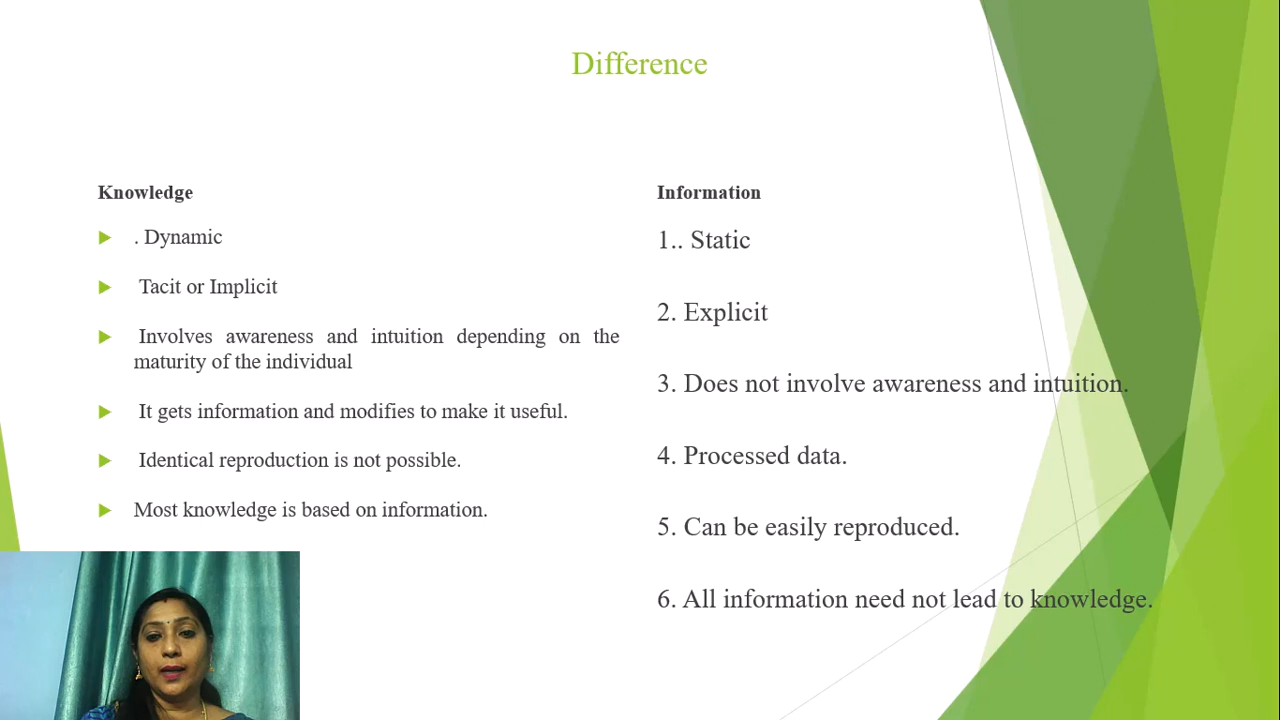 Difference
Knowledge
. Dynamic
Tacit or Implicit
Involves awareness and intuition depending on the
maturity of the individual
It gets information and modifies to make it useful.
Identical reproduction is not possible.
Most knowledge is based on information.
Information
1.. Static
2. Explicit
3. Does not involve awareness and intuition.
4. Processed data.
5. Can be easily reproduced.
6. All information need not lead to knowledge.